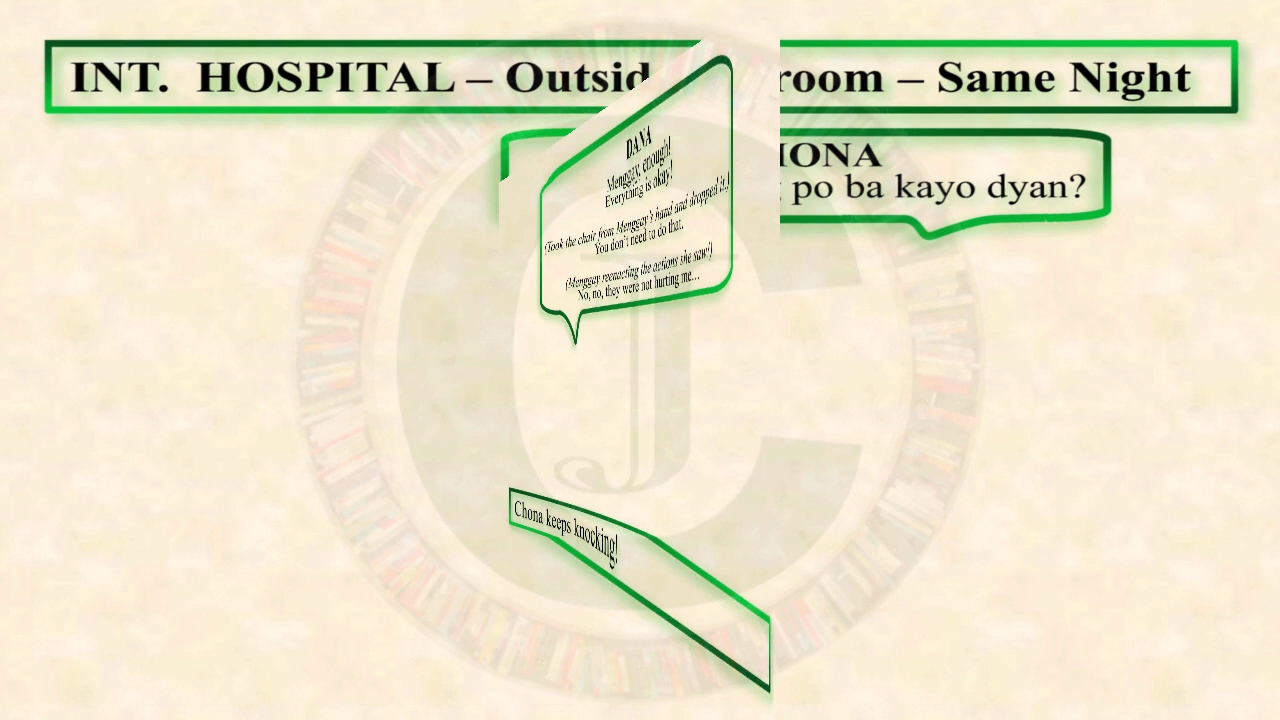 INT. HOSPITAL – Outsid room – Same Night
HONA
po ba kayo dyan?
DANA
Menggay, enough!
Everything is okay!
(Took the chair from Menggay's hand and dropped it.)
You don't need to do that.
(Menggay reenacting the actions she saw!)
No, no, they were not hurting me...
Chona keeps knocking!